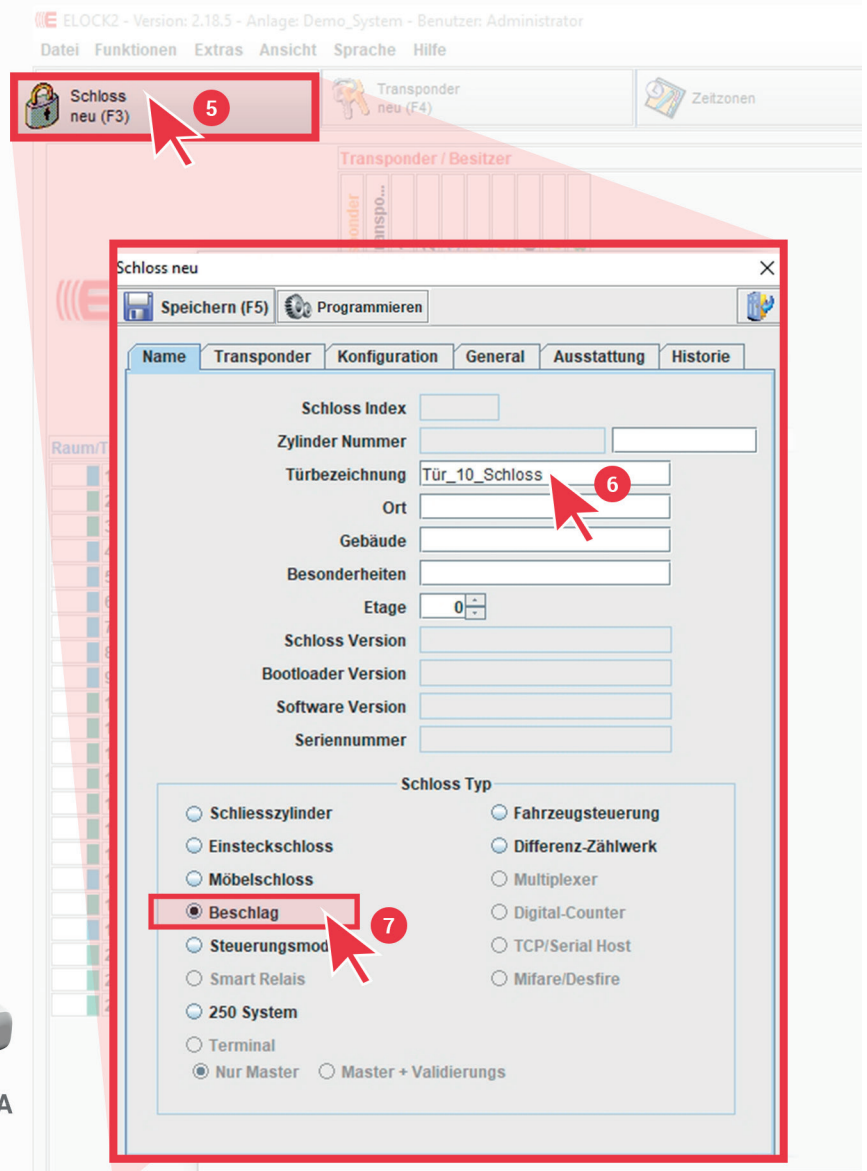 ELOCK2 - Version: 2.18.5 - Anlage: Demo_System - Benutzer: Administrator
Datei Funktionen Extras Ansicht Sprache Hilfe
Schloss
neu (F3)
5
Transponder
neu (F4)
Zeitzonen
Transponder / Besitzer
Schloss neu
Speichern (F5) Programmieren
Name Transponder Konfiguration General Ausstattung Historie
Schloss Index
Zylinder Nummer
Türbezeichnung Tür_10_Schloss
6
Ort
Gebäude
Besonderheiten
Etage 0
Schloss Version
Bootloader Version
Software Version
Seriennummer
Schloss Typ
Schliesszylinder Fahrzeugsteuerung
Einsteckschloss Differenz-Zählwerk
Möbelschloss Multiplexer
Beschlag Digital-Counter
7
TCP/Serial Host
Smart Relais Mifare/Desfire
250 System
Terminal
Nur Master Master + Validierungs
A